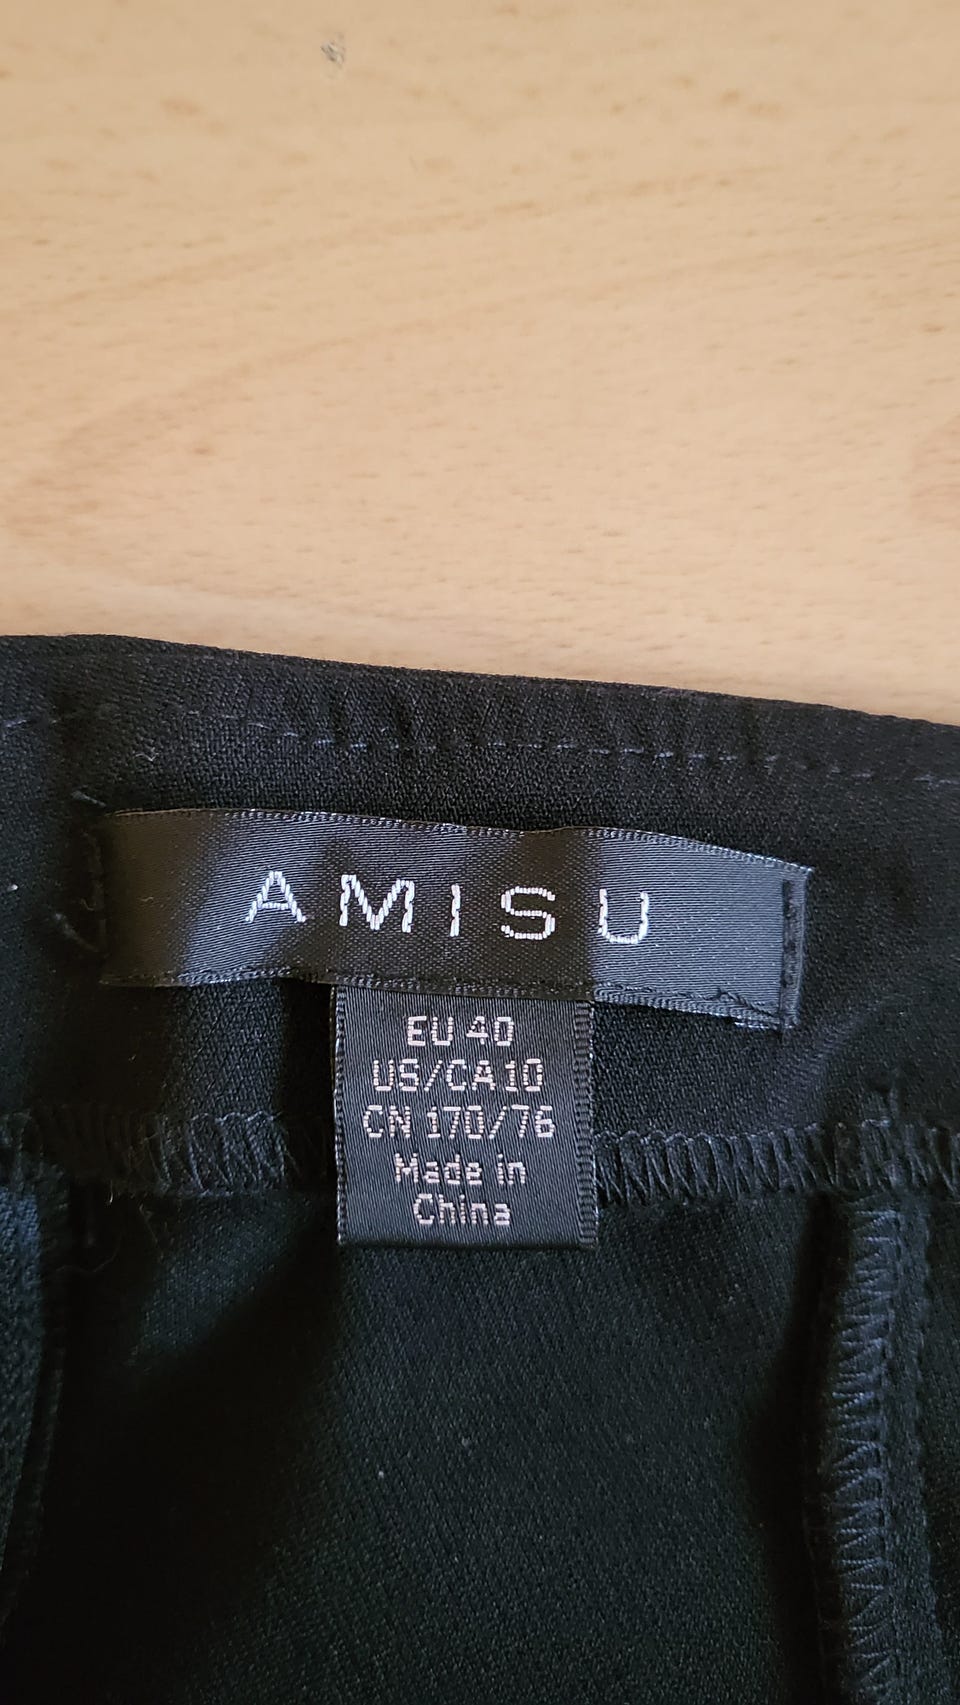 AMISU
EU 40
US/CA 10
CN 170/76
Made in
China